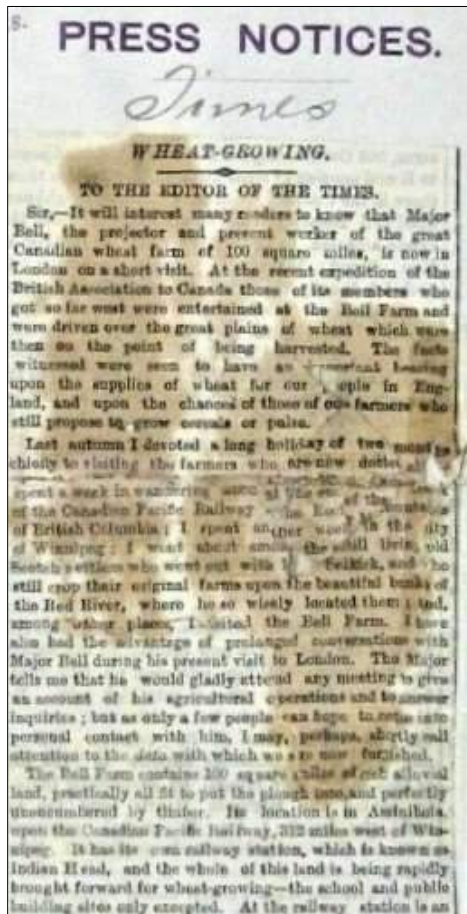 8.
PRESS NOTICES.
Times
WHEAT-GROWING.
TO THE EDITOR OF THE TIMES.
Sir,—It will interest many readers to know that Major
Bell, the projector and present worker of the great
Canadian wheat farm of 100 square miles, is now in
London on a short visit. At the recent expedition of the
British Association to Canada those of its members who
got so far west were entertained at the Bell Farm and
were driven over the great plains of wheat which were
then on the point of being harvested. The facts
witnessed were seen to have an important bearing
upon the supplies of wheat for our people in Eng-
land, and upon the chances of those of our farmers who
still propose to grow cereals or pulse.
Last autumn I devoted a long holiday of two months
chiefly to visiting the farmers who are now dotted
spent a week in wandering
of the Canadian Pacific Railway of the
of British Columbia; I spent another week in the city
of Winnipeg; I went about among the still living old
Scotch settlers who went out with Selkirk, and who
still crop their original farms upon the beautiful banks of
the Red River, where he so wisely located them; and,
among other places, I visited the Bell Farm. I have
also had the advantage of prolonged conversations with
Major Bell during his present visit to London. The Major
tells me that he would gladly attend any meeting to give
an account of his agricultural operations and to answer
inquiries; but as only a few people can hope to come into
personal contact with him, I may, perhaps, shortly call
attention to the data with which we are now furnished.
The Bell Farm contains 100 square miles of rich alluvial
land, practically all fit to put the plough into, and perfectly
unencumbered by timber. Its location is in Assiniboia,
upon the Canadian Pacific Railway, 312 miles west of Win-
nipeg. It has its own railway station, which is known as
Indian Head, and the whole of this land is being rapidly
brought forward for wheat-growing—the school and public
building sites only excepted. At the railway station is an